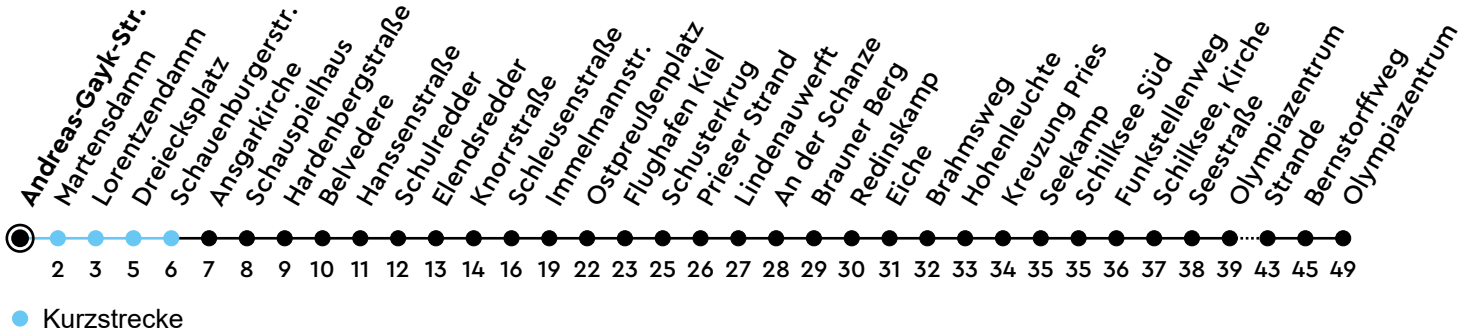 Andreas-Gayk-Str.
Martensdamm
Lorentzendamm
Dreiecksplatz
Schauenburgerstr.
Ansgarkirche
Schauspielhaus
Hardenbergstraße
Belvedere
Hanssenstraße
Schulredder
Elendsredder
Knorrstraße
Schleusenstraße
Immelmannstr.
Ostpreußenplatz
Flughafen Kiel
Schusterkrug
Prieser Strand
Lindenauwerft
An der Schanze
Brauner Berg
Redinskamp
Eiche
Brahmsweg
Hohenleuchte
Kreuzung Pries
Seekamp
Schilksee Süd
Funkstellenweg
Schilksee, Kirche
Seestraße
Olympiazentrum
Strande
Bernstorffweg
Olympiazentrum
2 3 5 6 7 8 9 10 11 12 13 14 16 19 22 23 25 26 27 28 29 30 31 32 33 34 35 35 36 37 38 39 43 45 49
Kurzstrecke